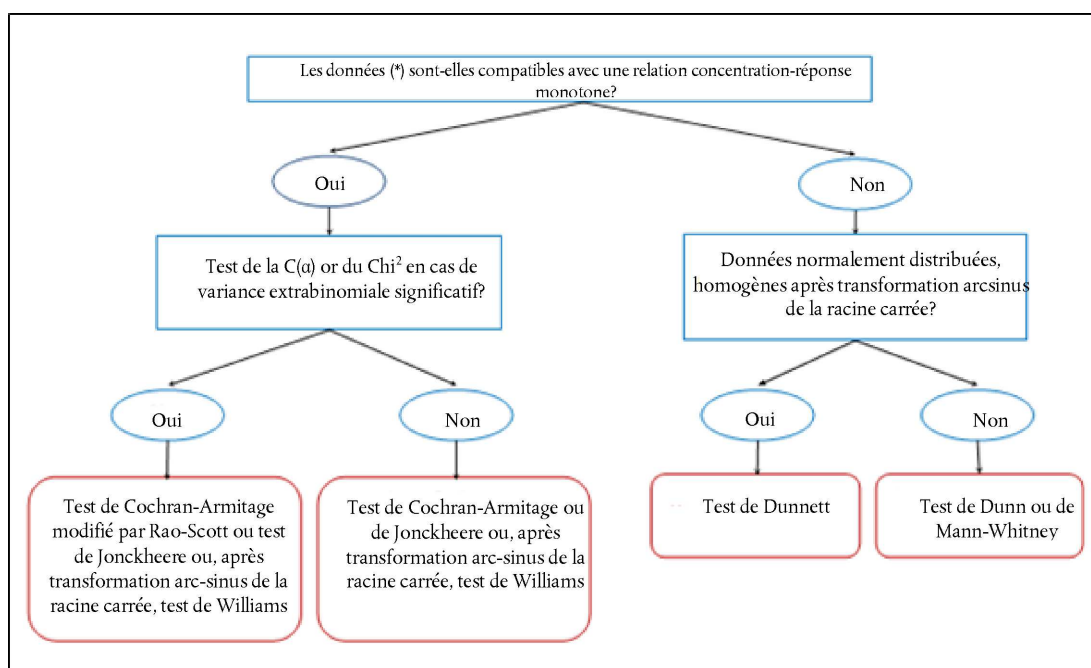 Les données (*) sont-elles compatibles avec une relation concentration-réponse
monotone?
Oui
Non
Test de la C(α) or du Chi² en cas de
variance extrabinomiale significatif?
Données normalement distribuées,
homogènes après transformation arcsinus
de la racine carrée?
Oui
Non
Oui
Non
Test de Cochran-Armitage
modifié par Rao-Scott ou test
de Jonckheere ou, après
transformation arc-sinus de la
racine carrée, test de Williams
Test de Cochran-Armitage ou
de Jonckheere ou, après
transformation arc-sinus de la
racine carrée, test de Williams
Test de Dunnett
Test de Dunn ou de
Mann-Whitney